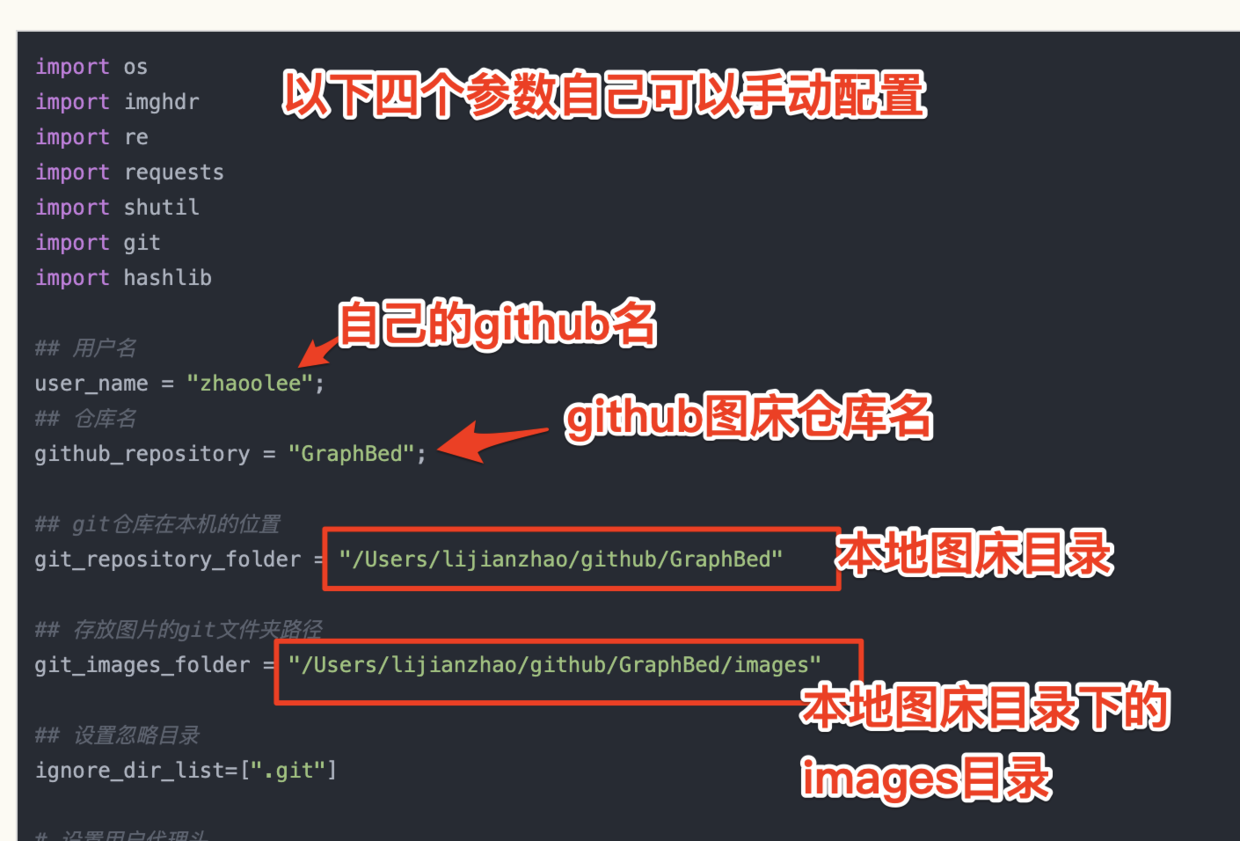 import os
import imghdr
以下四个参数自己可以手动配置
import re
import requests
import shutil
import git
import hashlib
自己的github名
## 用户名
user_name = "zhaoolee";
## 仓库名
github图床仓库名
github_repository = "GraphBed";
## git仓库在本机的位置
git_repository_folder = "/Users/lijianzhao/github/GraphBed"
本地图床目录
## 存放图片的git文件夹路径
git_images_folder = "/Users/lijianzhao/github/GraphBed/images"
本地图床目录下的
images目录
## 设置忽略目录
ignore_dir_list=[".git"]
# 设置用户代理头